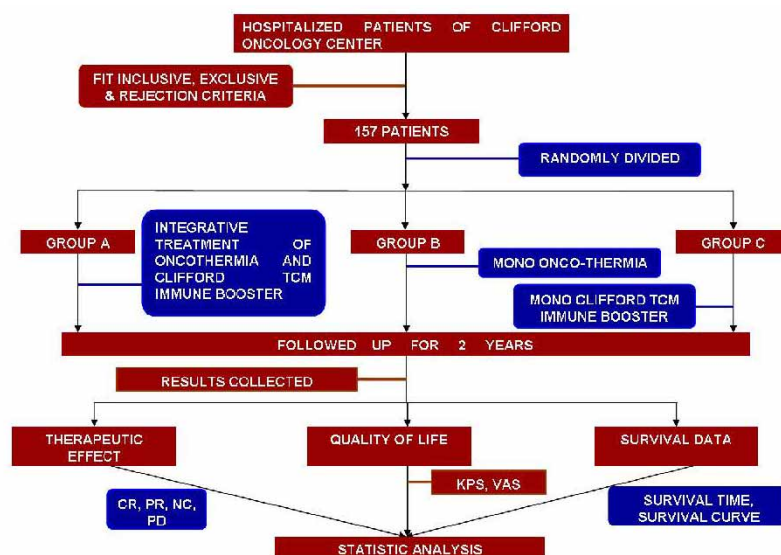 HOSPITALIZED PATIENTS OF CLIFFORD
ONCOLOGY CENTER
FIT INCLUSIVE, EXCLUSIVE
& REJECTION CRITERIA
157 PATIENTS
RANDOMLY DIVIDED
GROUP A
INTEGRATIVE
TREATMENT OF
ONCOTHERMIA AND
CLIFFORD TCM
IMMUNE BOOSTER
GROUP B
MONO ONCO-THERMIA
GROUP C
MONO CLIFFORD TCM
IMMUNE BOOSTER
FOLLOWED UP FOR 2 YEARS
RESULTS COLLECTED
THERAPEUTIC
EFFECT
QUALITY OF LIFE
SURVIVAL DATA
CR, PR, NC,
PD
KPS, VAS
SURVIVAL TIME,
SURVIVAL CURVE
STATISTIC ANALYSIS